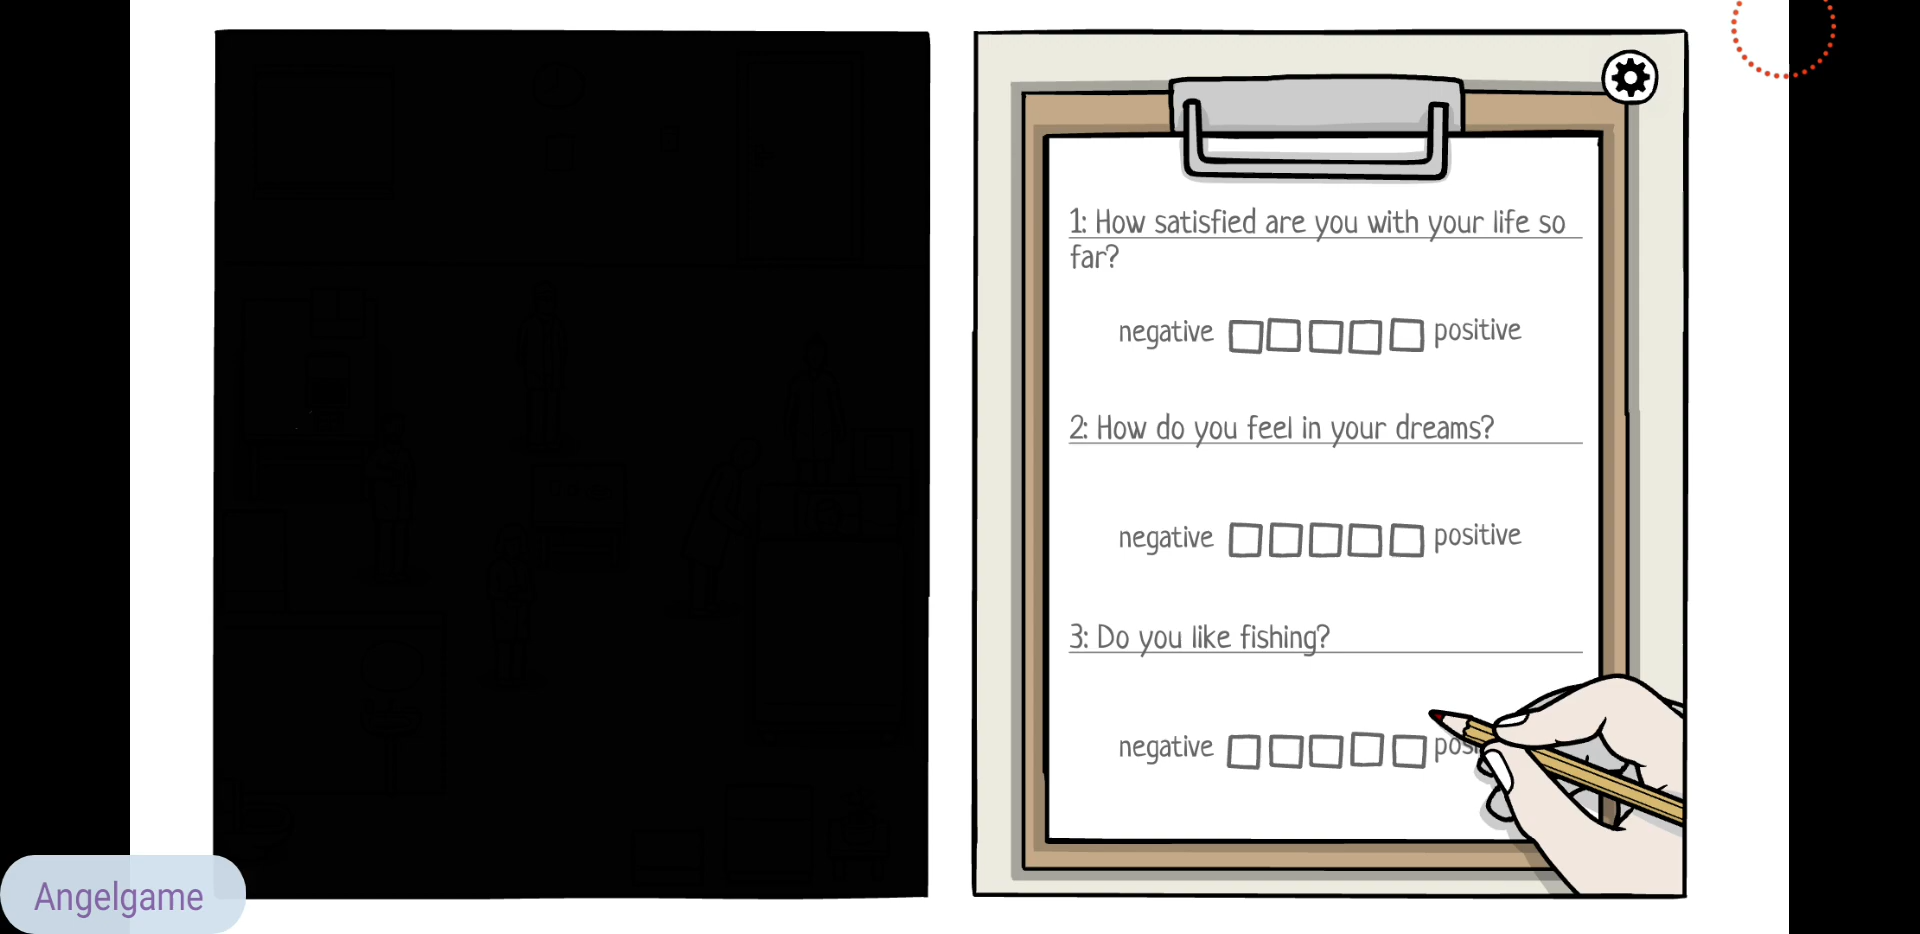 1: How satisfied are you with your life so
far?
negative positive
2: How do you feel in your dreams?
negative positive
3: Do you like fishing?
negative posi
Angelgame